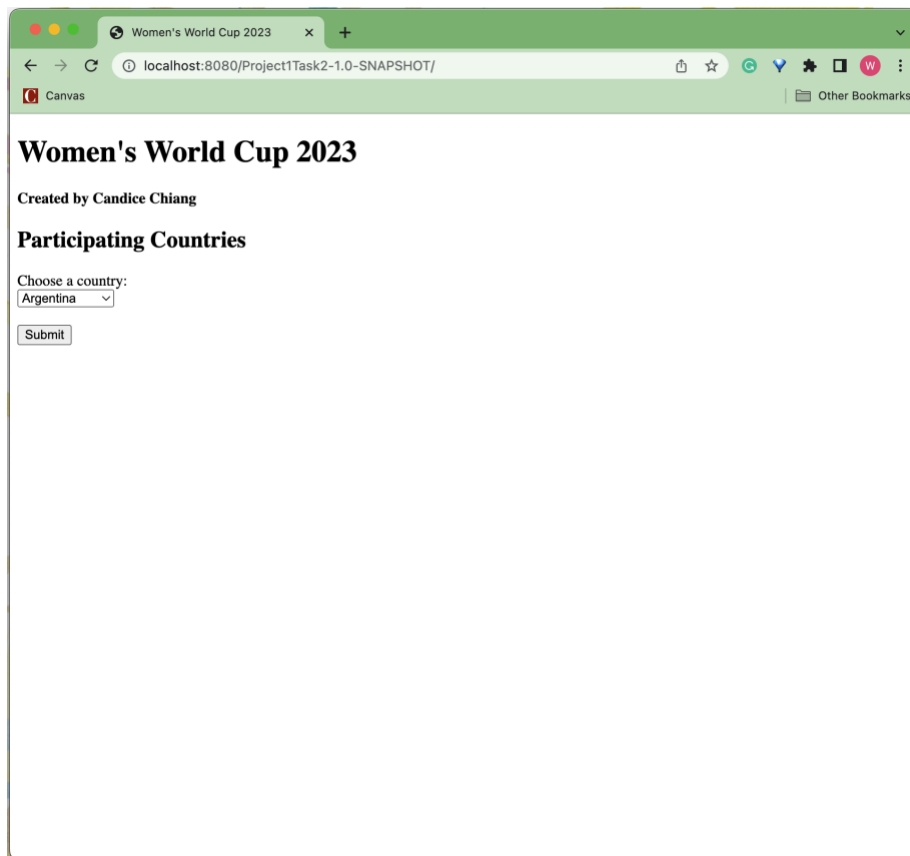 Women's World Cup 2023
localhost:8080/Project1Task2-1.0-SNAPSHOT/
W
Canvas
Other Bookmarks
Women's World Cup 2023
Created by Candice Chiang
Participating Countries
Choose a country:
Argentina
Submit